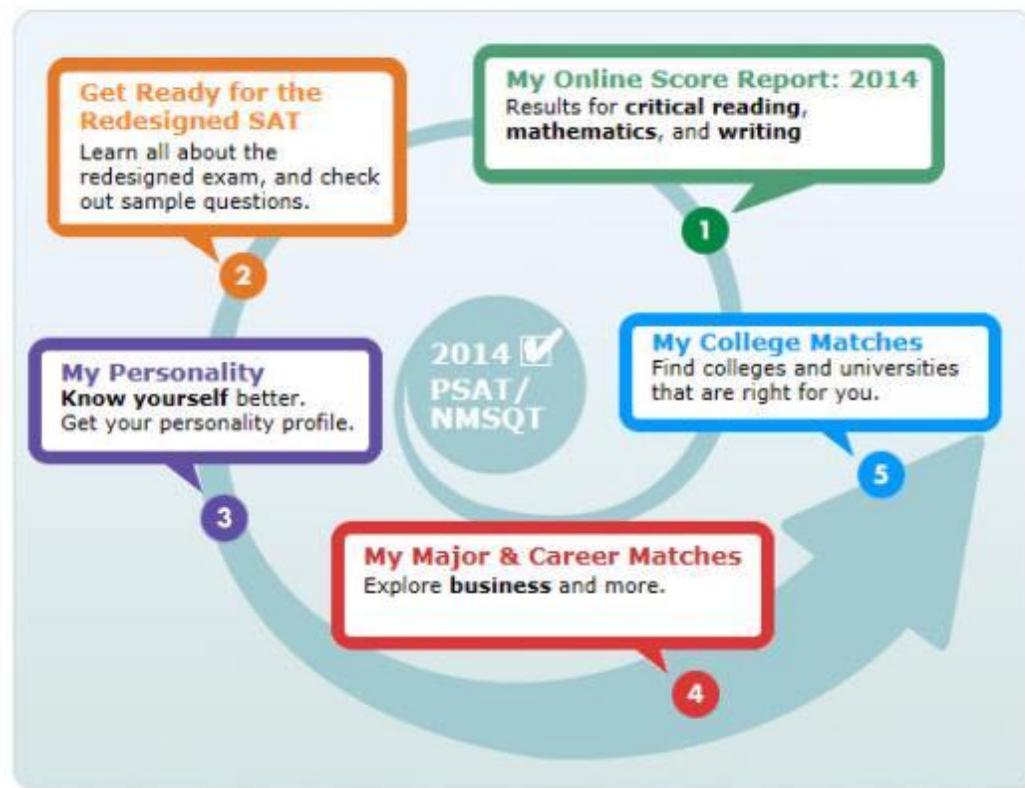 2014
PSAT/
NMSQT
My Online Score Report: 2014
Results for critical reading,
mathematics, and writing
1
Get Ready for the
Redesigned SAT
Learn all about the
redesigned exam, and check
out sample questions.
2
My Personality
Know yourself better.
Get your personality profile.
3
My Major & Career Matches
Explore business and more.
4
My College Matches
Find colleges and universities
that are right for you.
5